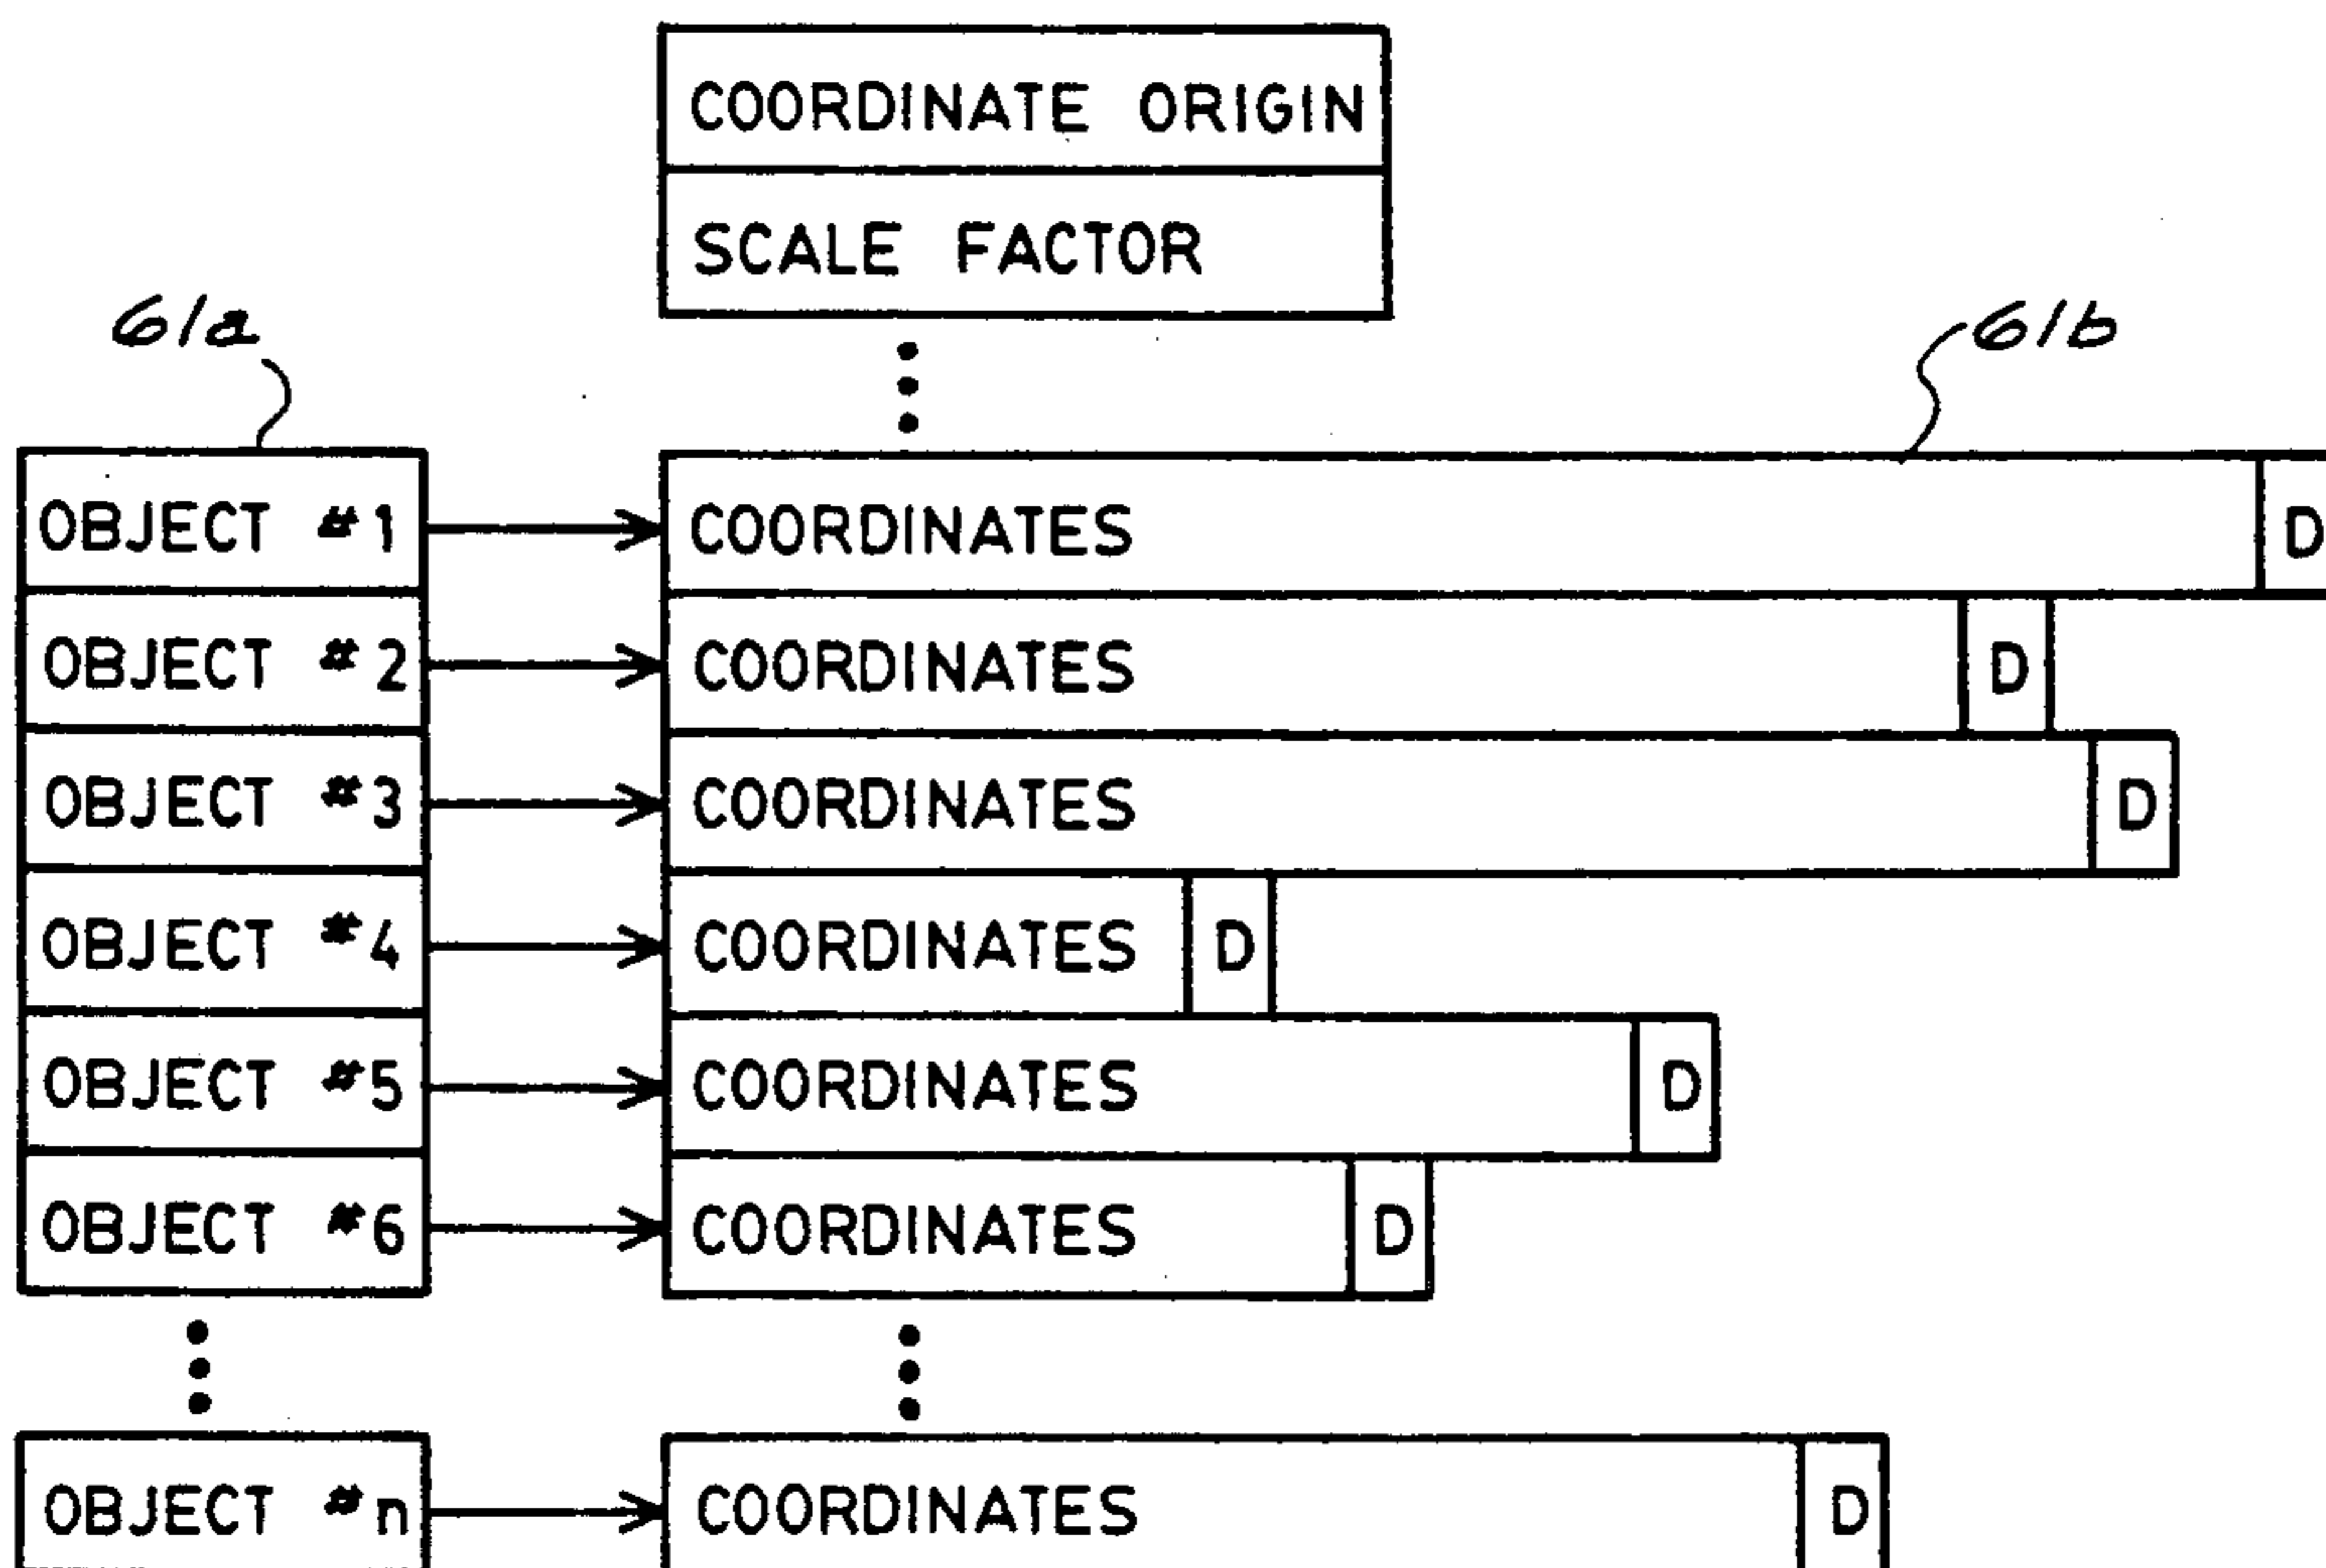 COORDINATE ORIGIN
SCALE FACTOR
61a
61b
OBJECT #1 COORDINATES D
OBJECT #2 COORDINATES D
OBJECT #3 COORDINATES D
OBJECT #4 COORDINATES D
OBJECT #5 COORDINATES D
OBJECT #6 COORDINATES D
OBJECT #n COORDINATES D